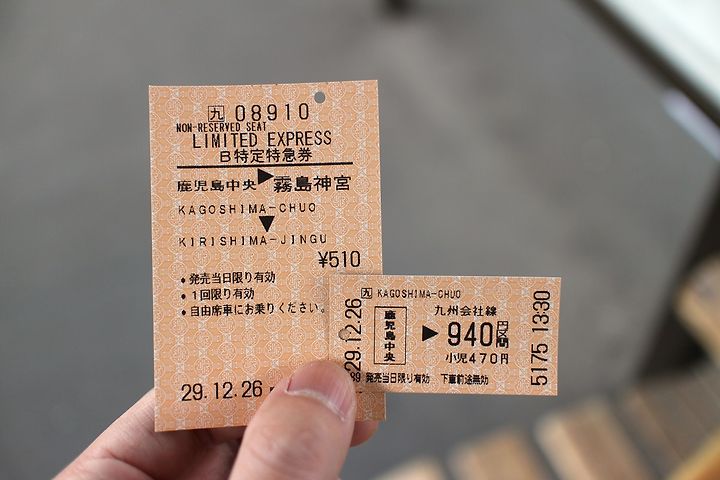 九 08910
NON-RESERVED SEAT
LIMITED EXPRESS
B特定特急券
鹿児島中央▶霧島神宮
KAGOSHIMA-CHUO
▼
KIRISHIMA-JINGU
¥510
●発売当日限り有効
●1回限り有効
●自由席車にお乗りください。
29.12.26
九 KAGOSHIMA-CHUO
29.12.26
鹿児島中央
九州会社線
▶ 940円区間
小児470円
発売当日限り有効 下車前途無効
5175 13:30